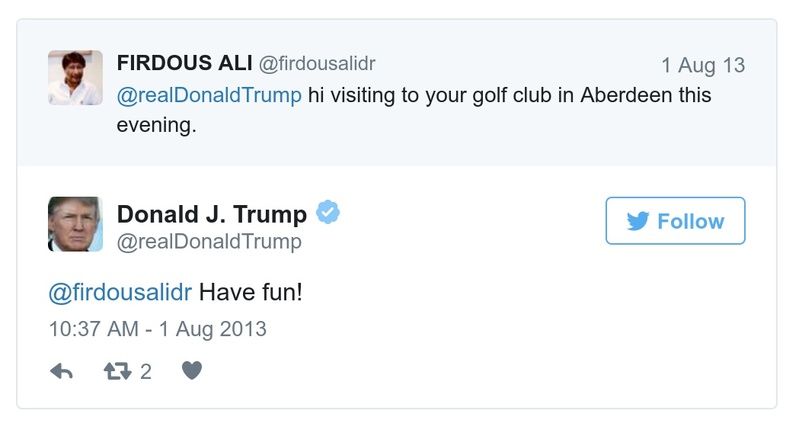 FIRDOUS ALI @firdousalidr 1 Aug 13
@realDonaldTrump hi visiting to your golf club in Aberdeen this
evening.
Donald J. Trump
@realDonaldTrump
Follow
@firdousalidr Have fun!
10:37 AM - 1 Aug 2013
2